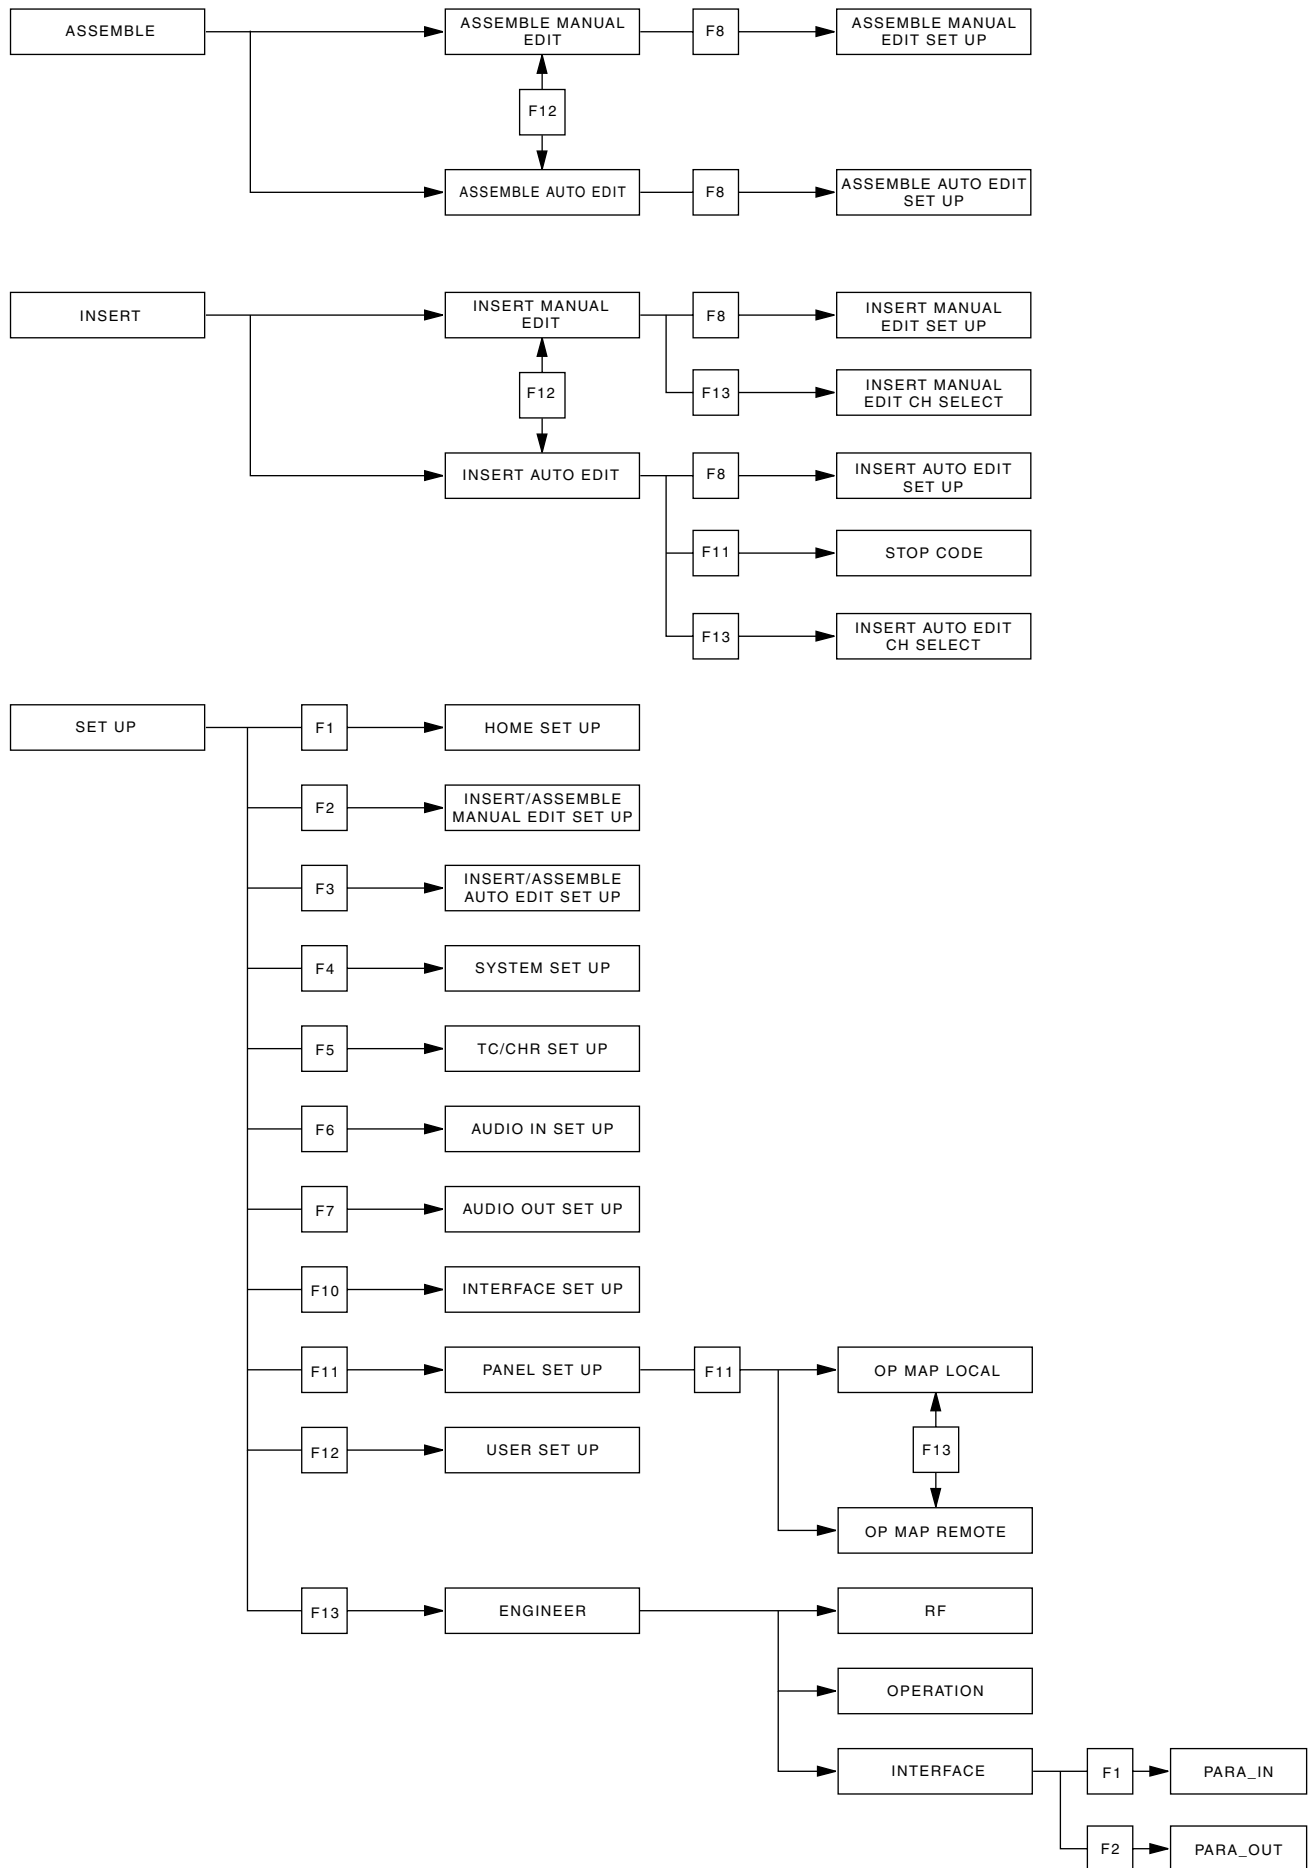 ASSEMBLE
ASSEMBLE MANUAL
EDIT
F8
ASSEMBLE MANUAL
EDIT SET UP
F12
ASSEMBLE AUTO EDIT
F8
ASSEMBLE AUTO EDIT
SET UP
INSERT
INSERT MANUAL
EDIT
F8
INSERT MANUAL
EDIT SET UP
F12
F13
INSERT MANUAL
EDIT CH SELECT
INSERT AUTO EDIT
F8
INSERT AUTO EDIT
SET UP
F11
STOP CODE
F13
INSERT AUTO EDIT
CH SELECT
SET UP
F1
HOME SET UP
F2
INSERT/ASSEMBLE
MANUAL EDIT SET UP
F3
INSERT/ASSEMBLE
AUTO EDIT SET UP
F4
SYSTEM SET UP
F5
TC/CHR SET UP
F6
AUDIO IN SET UP
F7
AUDIO OUT SET UP
F10
INTERFACE SET UP
F11
PANEL SET UP
F11
OP MAP LOCAL
F12
USER SET UP
F13
OP MAP REMOTE
F13
ENGINEER
RF
OPERATION
INTERFACE
F1
PARA_IN
F2
PARA_OUT